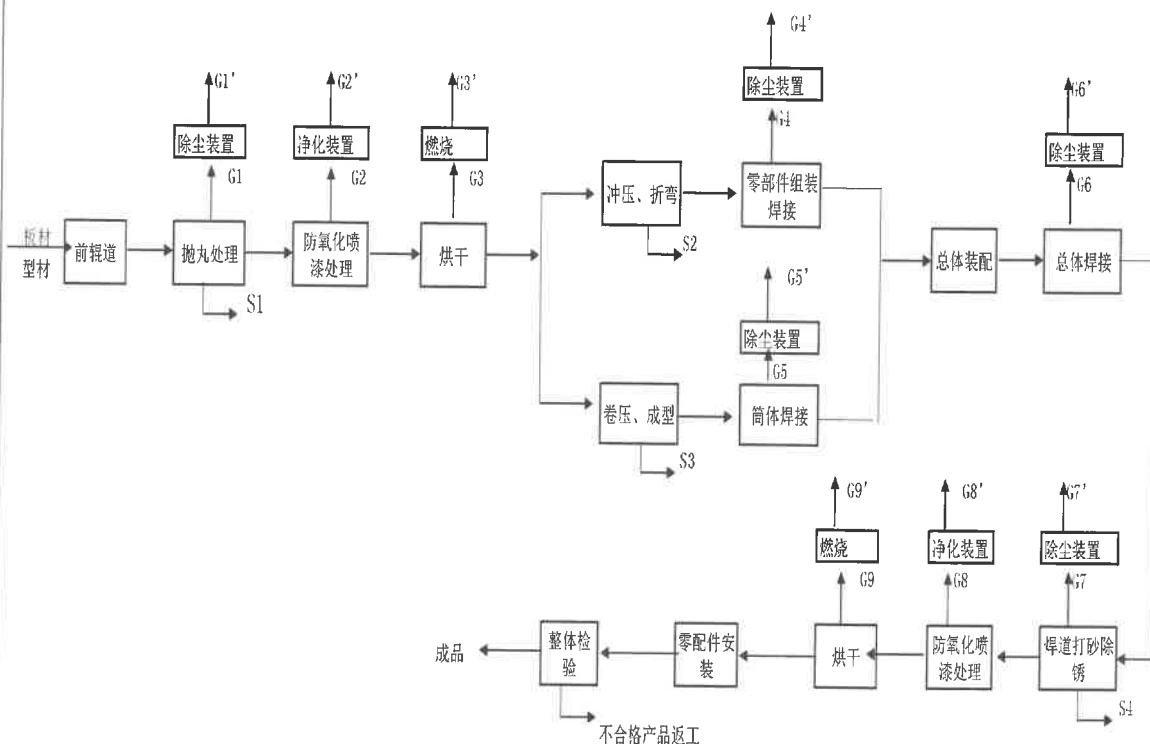 G4'
除尘装置
G4
G1'
G2'
G3'
G6'
除尘装置
净化装置
燃烧
除尘装置
G1
G2
G3
G6
冲压、折弯
零部件组装
焊接
S2
板材
型材
前辊道
抛丸处理
防氧化喷
漆处理
烘干
总体装配
总体焊接
S1
G5'
除尘装置
G5
卷压、成型
筒体焊接
S3
G9'
G8'
G7'
燃烧
净化装置
除尘装置
G9
G8
G7
成品
整体检
验
零配件安
装
烘干
防氧化喷
漆处理
焊道打砂除
锈
S4
不合格产品返工